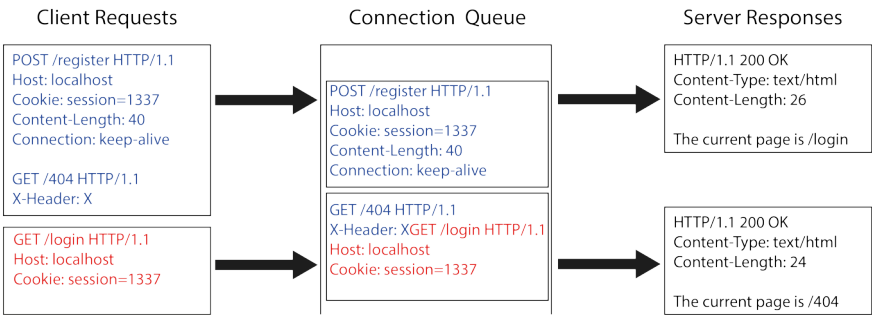 Client Requests
POST /register HTTP/1.1
Host: localhost
Cookie: session=1337
Content-Length: 40
Connection: keep-alive
GET /404 HTTP/1.1
X-Header: X
GET /login HTTP/1.1
Host: localhost
Cookie: session=1337
Connection Queue
POST /register HTTP/1.1
Host: localhost
Cookie: session=1337
Content-Length: 40
Connection: keep-alive
GET /404 HTTP/1.1
X-Header: XGET /login HTTP/1.1
Host: localhost
Cookie: session=1337
Server Responses
HTTP/1.1 200 OK
Content-Type: text/html
Content-Length: 26
The current page is /login
HTTP/1.1 200 OK
Content-Type: text/html
Content-Length: 24
The current page is /404